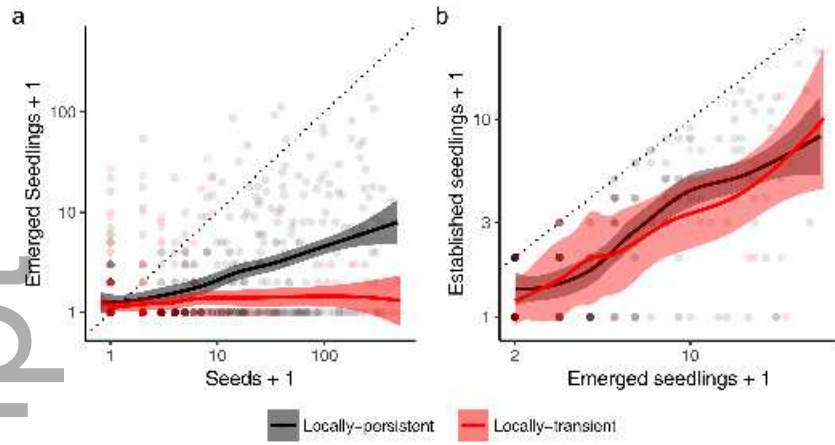 a
b
Emerged Seedlings + 1
100
10
1
1
10
100
Seeds + 1
Established seedlings + 1
10
3
1
2
10
Emerged seedlings + 1
Locally-persistent
Locally-transient
ipt